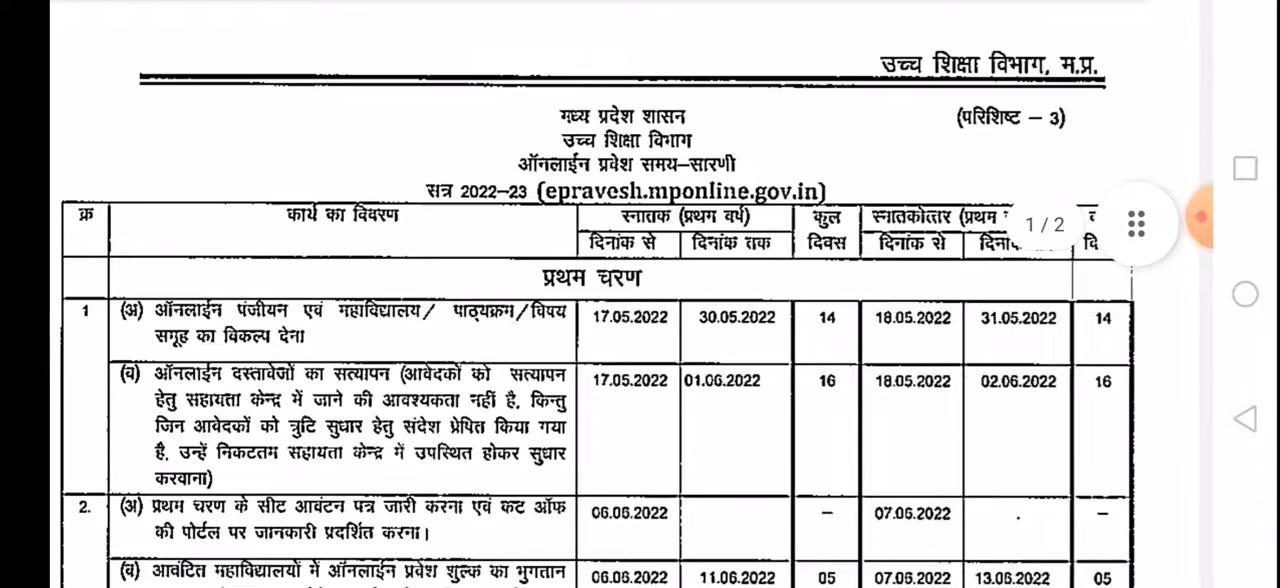 उच्च शिक्षा विभाग, म.प्र.
मध्य प्रदेश शासन (परिशिष्ट – 3)
उच्च शिक्षा विभाग
ऑनलाईन प्रवेश समय–सारणी
सत्र 2022–23 (epravesh.mponline.gov.in)
क्र कार्य का विवरण स्नातक (प्रथम वर्ष) कुल स्नातकोत्तर (प्रथम
दिनांक से दिनांक तक दिवस दिनांक से
1 / 2
प्रथम चरण
1 (अ) ऑनलाईन पंजीयन एवं महाविद्यालय/ पाठ्यक्रम/विषय 17.05.2022 30.05.2022 14 18.05.2022 31.05.2022 14
समूह का विकल्प देना
(ब) ऑनलाईन दस्तावेजों का सत्यापन (आवेदकों को सत्यापन 17.05.2022 01.06.2022 16 18.05.2022 02.06.2022 16
हेतु सहायता केन्द्र में जाने की आवश्यकता नहीं है, किन्तु
जिन आवेदकों को त्रुटि सुधार हेतु संदेश प्रेषित किया गया
है, उन्हें निकटतम सहायता केन्द्र में उपस्थित होकर सुधार
करवाना)
2. (अ) प्रथम चरण के सीट आवंटन पत्र जारी करना एवं कट ऑफ 06.06.2022 – 07.06.2022 –
की पोर्टल पर जानकारी प्रदर्शित करना।
(ब) आवंटित महाविद्यालयों में ऑनलाईन प्रवेश शुल्क का भुगतान 06.06.2022 11.06.2022 05 07.06.2022 13.06.2022 05